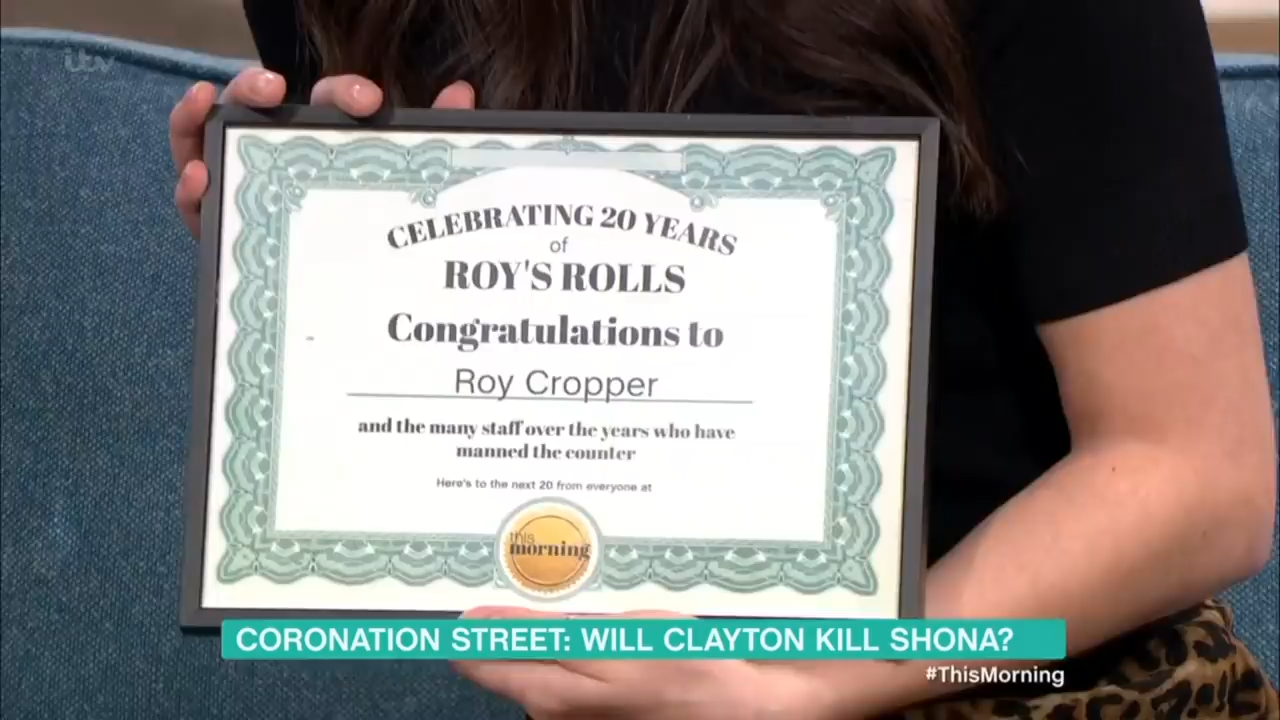 itv
CELEBRATING 20 YEARS
of
ROY'S ROLLS
Congratulations to
Roy Cropper
and the many staff over the years who have
manned the counter
Here's to the next 20 from everyone at
this
morning
CORONATION STREET: WILL CLAYTON KILL SHONA?
#ThisMorning